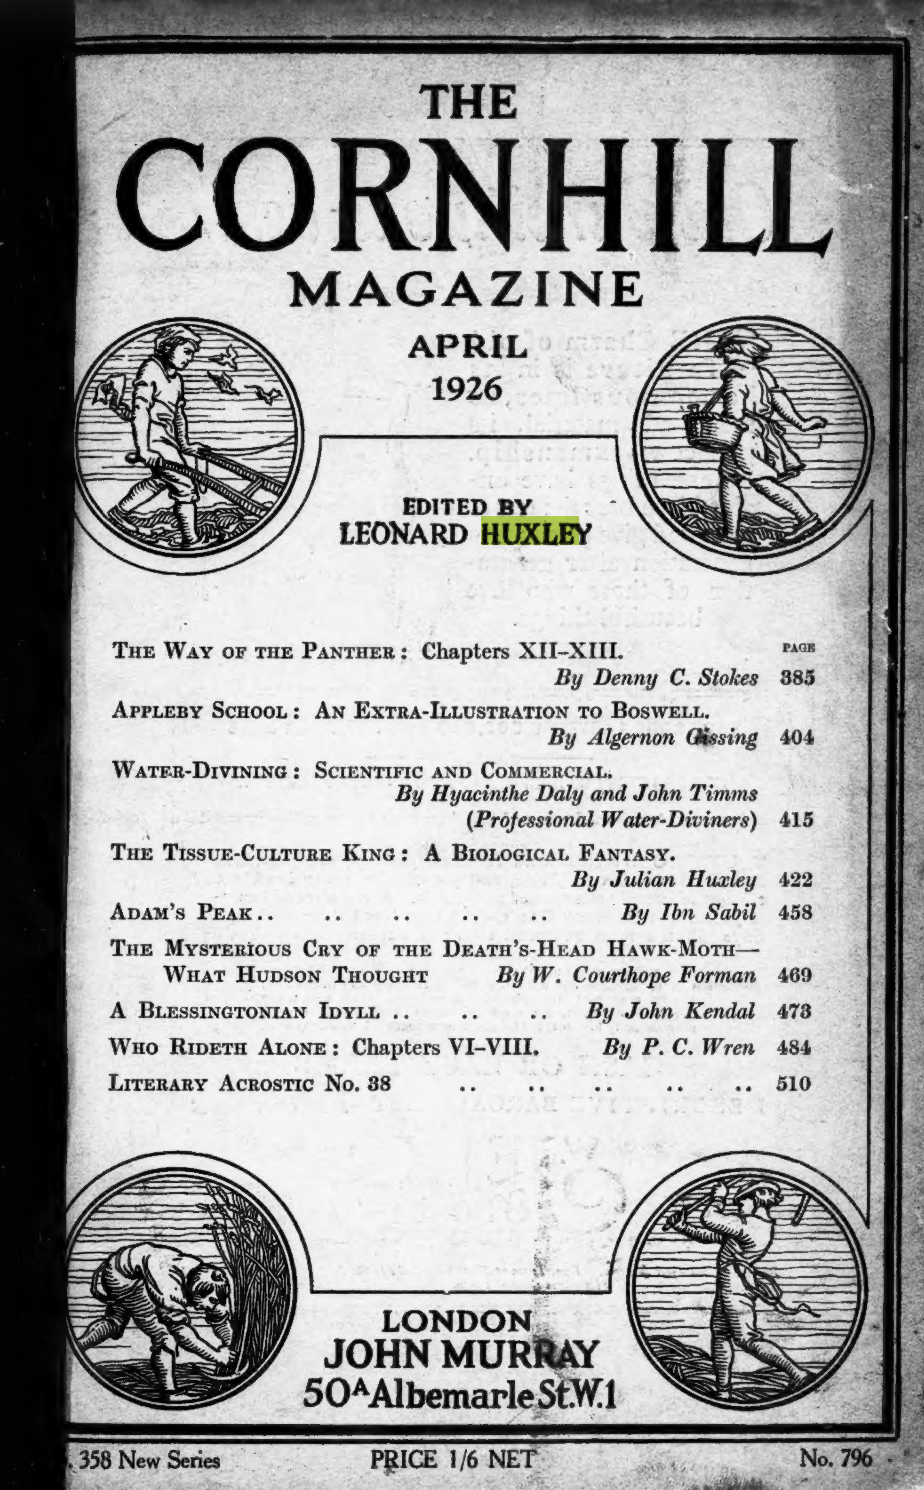 THE
CORNHILL
MAGAZINE
APRIL
1926
EDITED BY
LEONARD HUXLEY
PAGE
THE WAY OF THE PANTHER: Chapters XII–XIII.
By Denny C. Stokes 385
APPLEBY SCHOOL: AN EXTRA-ILLUSTRATION TO BOSWELL.
By Algernon Gissing 404
WATER-DIVINING: SCIENTIFIC AND COMMERCIAL.
By Hyacinthe Daly and John Timms
(Professional Water-Diviners) 415
THE TISSUE-CULTURE KING: A BIOLOGICAL FANTASY.
By Julian Huxley 422
ADAM'S PEAK .. .. .. .. .. By Ibn Sabil 458
THE MYSTERIOUS CRY OF THE DEATH'S-HEAD HAWK-MOTH—
WHAT HUDSON THOUGHT By W. Courthope Forman 469
A BLESSINGTONIAN IDYLL .. .. .. By John Kendal 473
WHO RIDETH ALONE: Chapters VI–VIII. By P. C. Wren 484
LITERARY ACROSTIC No. 38 .. .. .. .. .. 510
LONDON
JOHN MURRAY
50A Albemarle St.W.1
. 358 New Series PRICE 1/6 NET No. 796